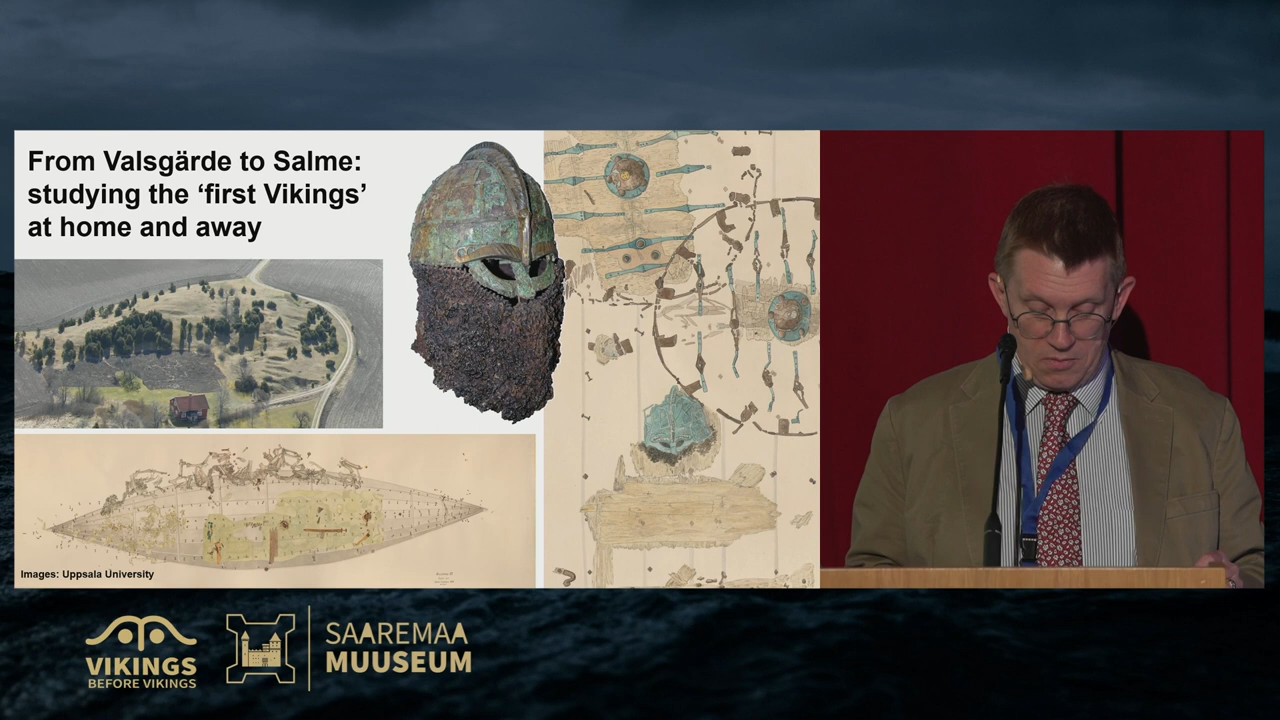 From Valsgärde to Salme:
studying the ‘first Vikings’
at home and away
Images: Uppsala University
VIKINGS
BEFORE VIKINGS
SAAREMAA
MUUSEUM